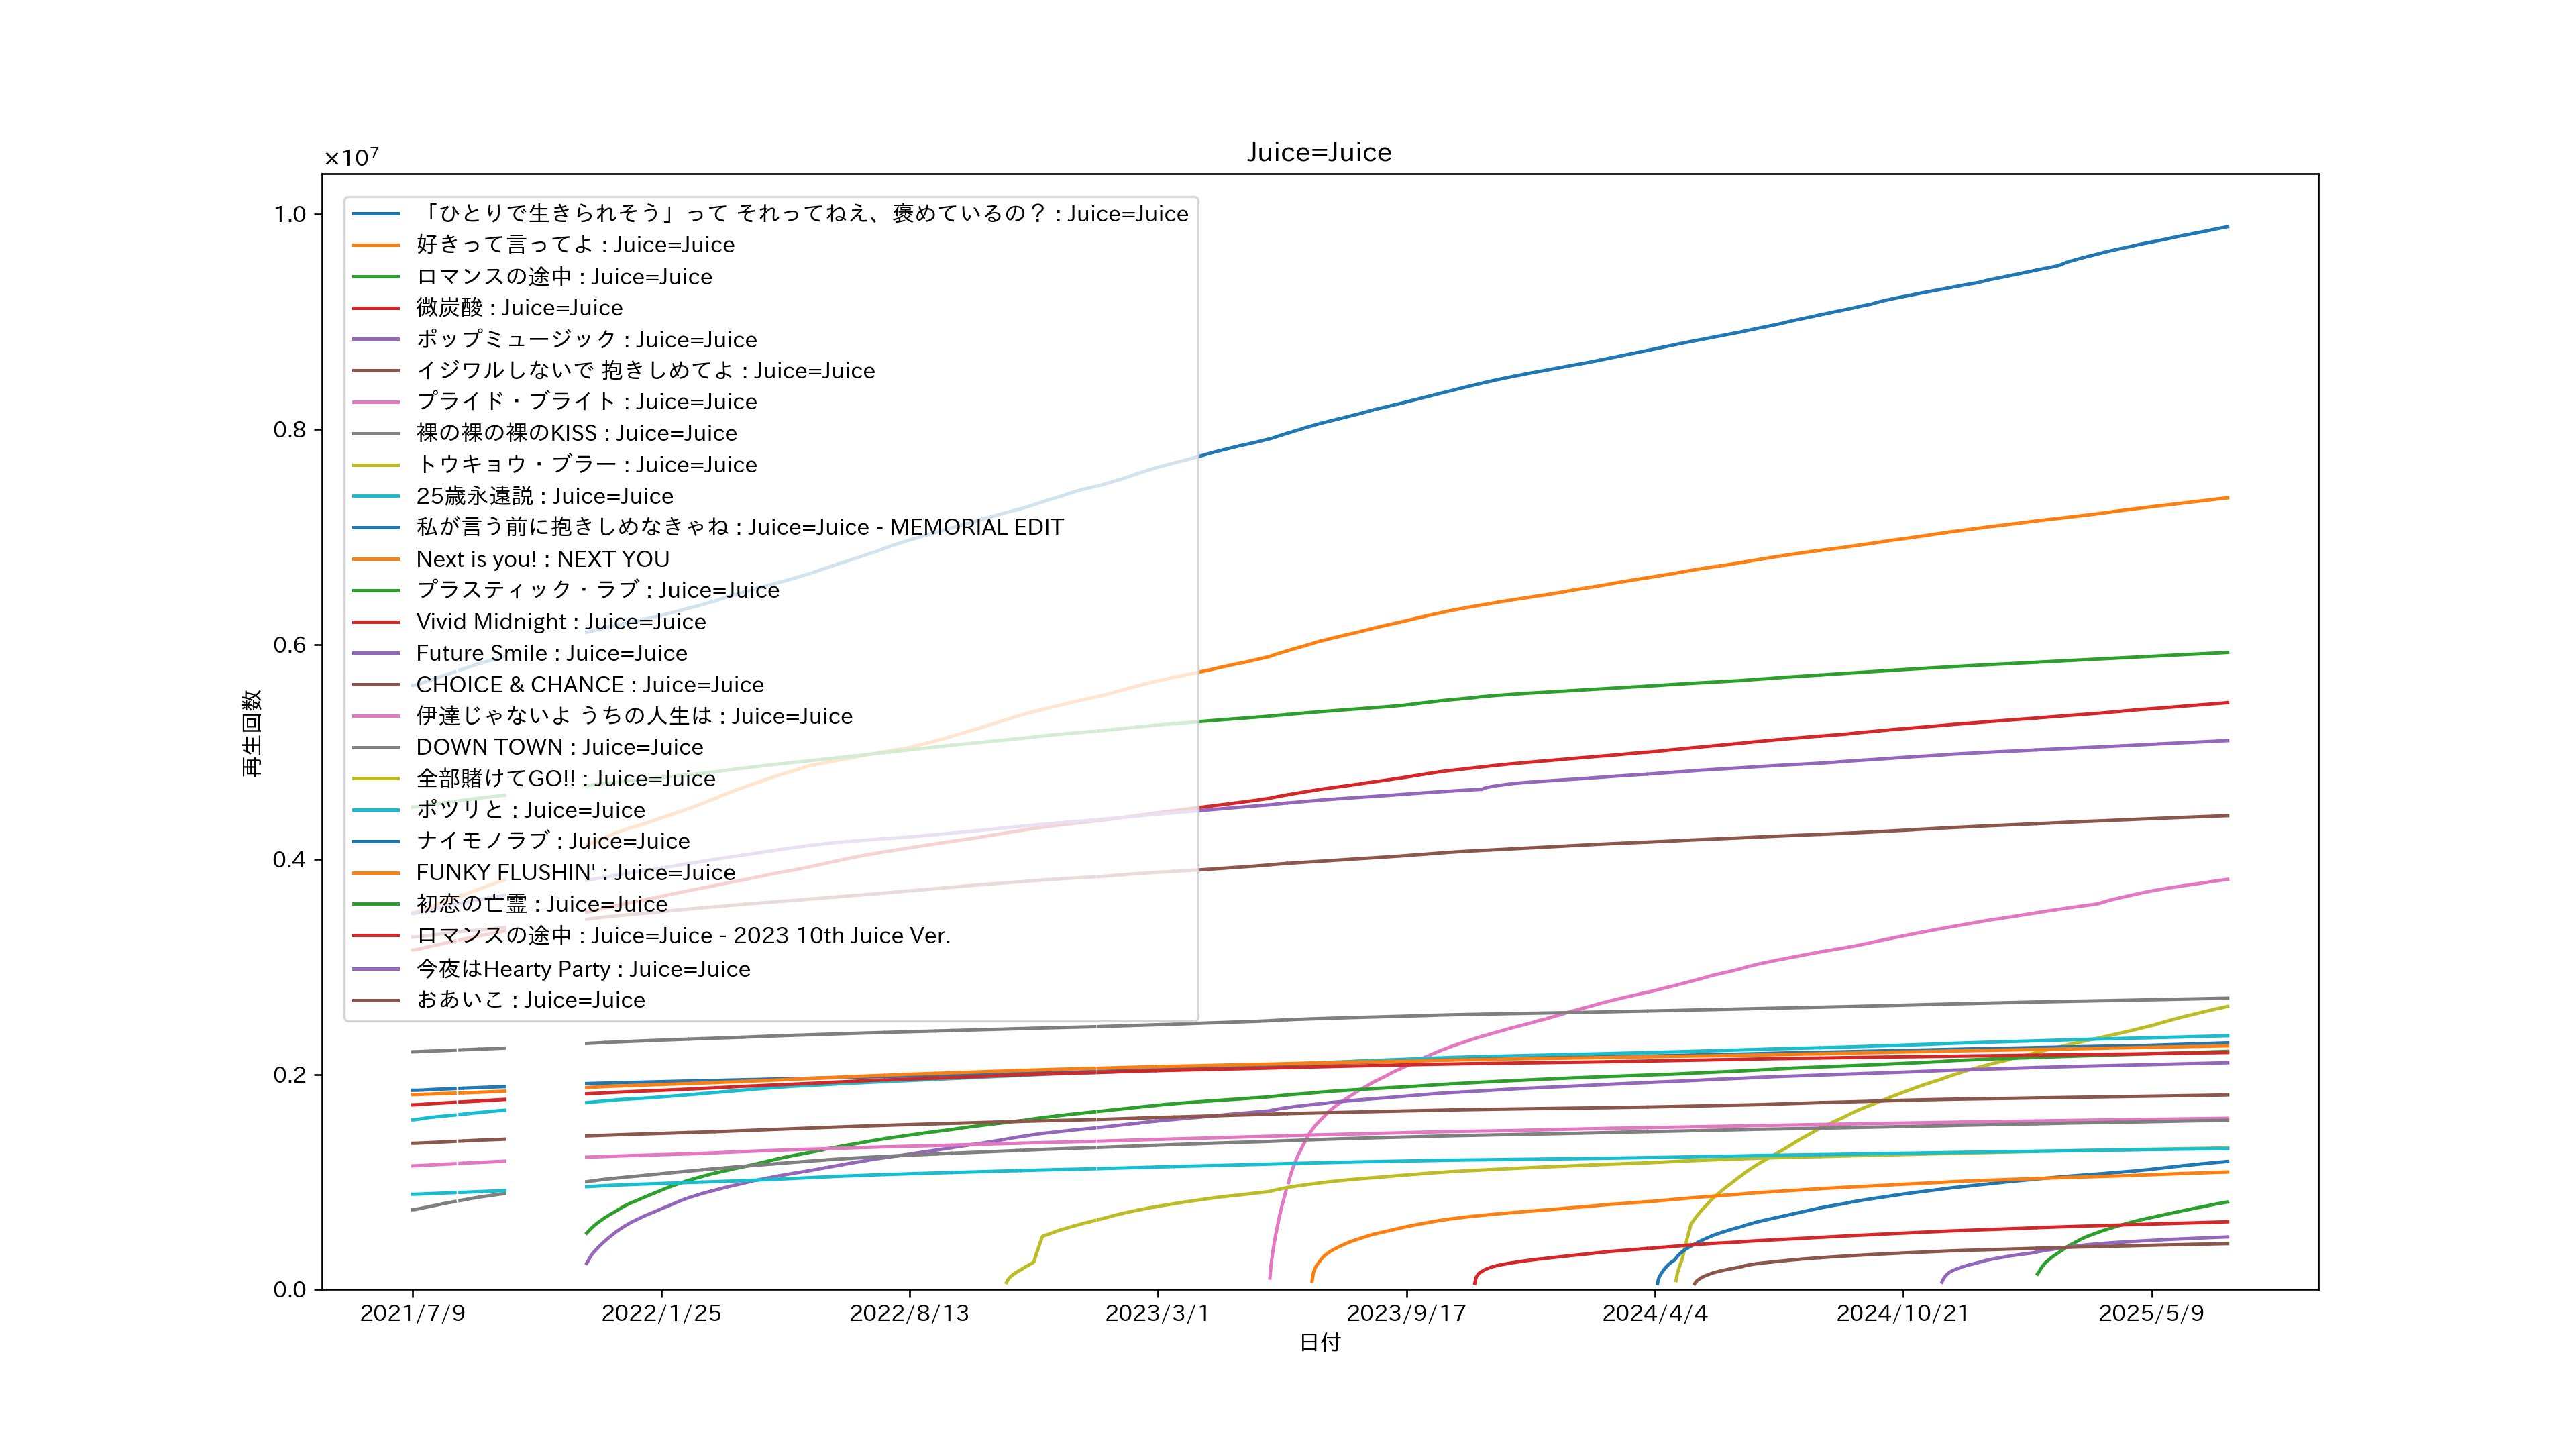 Juice=Juice
×10⁷
1.0
0.8
0.6
0.4
0.2
0.0
再生回数
「ひとりで生きられそう」って それってねえ、褒めているの？ : Juice=Juice
好きって言ってよ : Juice=Juice
ロマンスの途中 : Juice=Juice
微炭酸 : Juice=Juice
ポップミュージック : Juice=Juice
イジワルしないで 抱きしめてよ : Juice=Juice
プライド・ブライト : Juice=Juice
裸の裸の裸のKISS : Juice=Juice
トウキョウ・ブラー : Juice=Juice
25歳永遠説 : Juice=Juice
私が言う前に抱きしめなきゃね : Juice=Juice - MEMORIAL EDIT
Next is you! : NEXT YOU
プラスティック・ラブ : Juice=Juice
Vivid Midnight : Juice=Juice
Future Smile : Juice=Juice
CHOICE & CHANCE : Juice=Juice
伊達じゃないよ うちの人生は : Juice=Juice
DOWN TOWN : Juice=Juice
全部賭けてGO!! : Juice=Juice
ポツリと : Juice=Juice
ナイモノラブ : Juice=Juice
FUNKY FLUSHIN' : Juice=Juice
初恋の亡霊 : Juice=Juice
ロマンスの途中 : Juice=Juice - 2023 10th Juice Ver.
今夜はHearty Party : Juice=Juice
おあいこ : Juice=Juice
2021/7/9 2022/1/25 2022/8/13 2023/3/1 2023/9/17 2024/4/4 2024/10/21 2025/5/9
日付